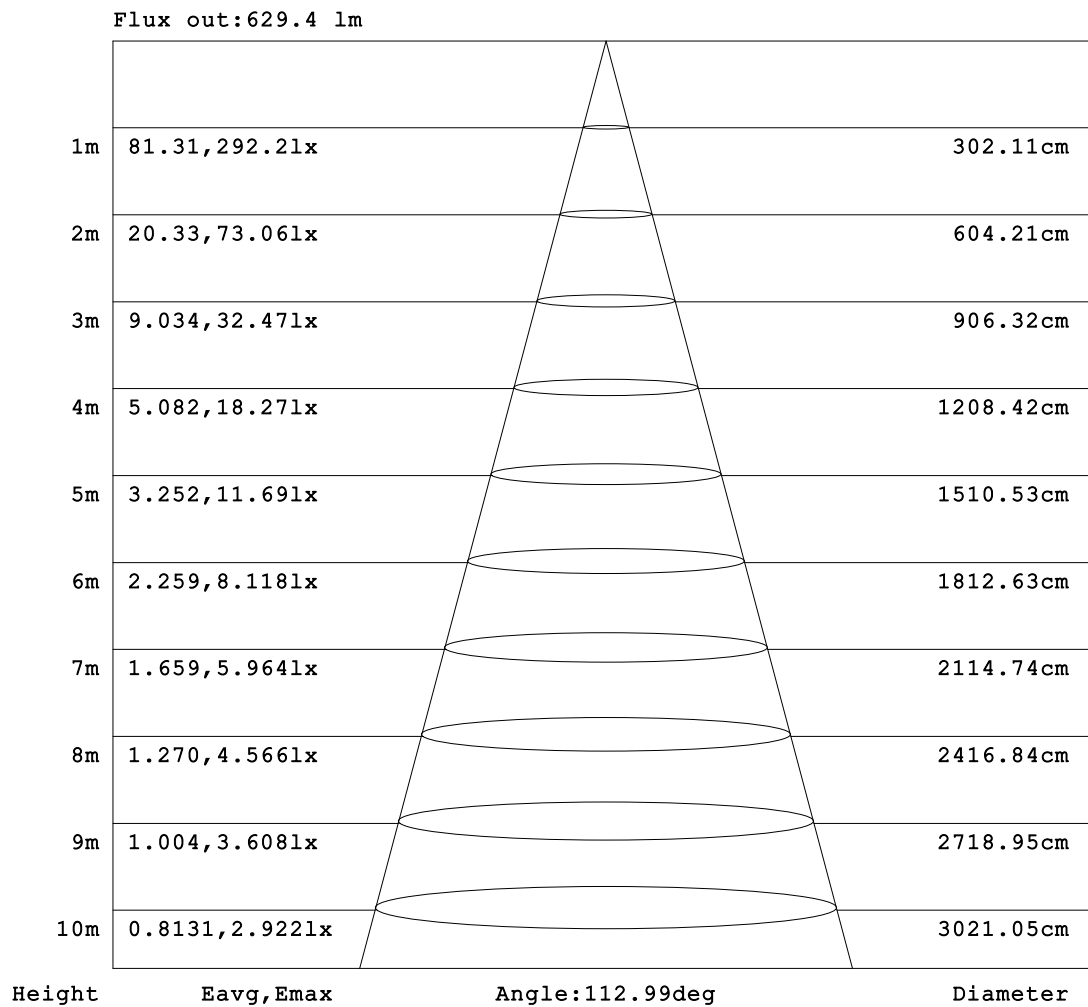 Flux out:629.4 lm
1m 81.31,292.2lx 302.11cm
2m 20.33,73.06lx 604.21cm
3m 9.034,32.47lx 906.32cm
4m 5.082,18.27lx 1208.42cm
5m 3.252,11.69lx 1510.53cm
6m 2.259,8.118lx 1812.63cm
7m 1.659,5.964lx 2114.74cm
8m 1.270,4.566lx 2416.84cm
9m 1.004,3.608lx 2718.95cm
10m 0.8131,2.922lx 3021.05cm
Height Eavg,Emax Angle:112.99deg Diameter